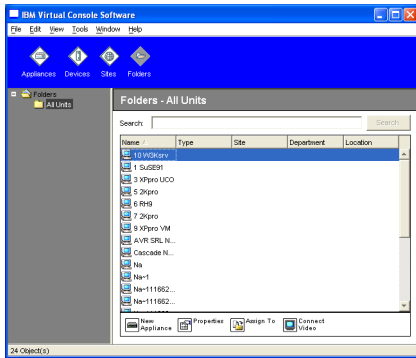 IBM Virtual Console Software
File Edit View Tools Window Help
Appliances Devices Sites Folders
Folders
All Units
Folders - All Units
Search: Search
Name Type Site Department Location
10 W3Ksrv
1 SuSE91
3 XPpro UCO
5 2Kpro
6 RH9
7 2Kpro
9 XPpro VM
AVR SRL N...
Cascade N...
Na
Na~1
Na~111662...
Na~111662...
New Appliance Properties Assign To Connect Video
24 Object(s)